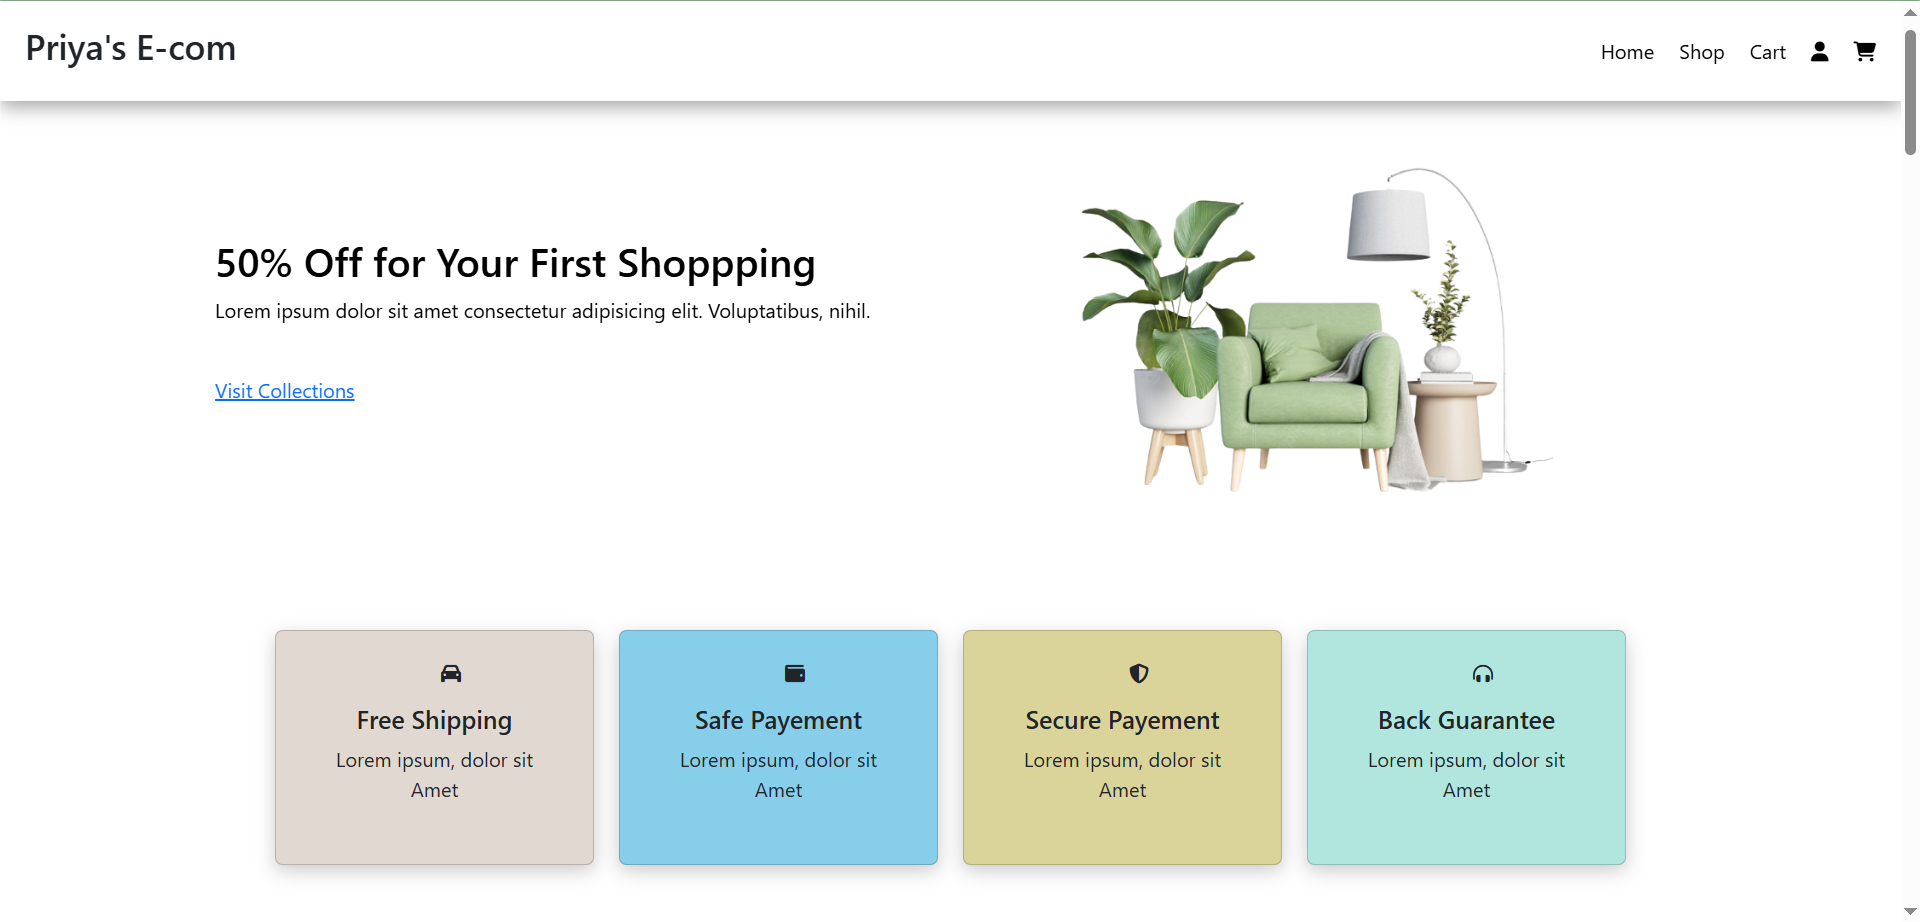 Priya's E-com
Home Shop Cart
50% Off for Your First Shoppping
Lorem ipsum dolor sit amet consectetur adipisicing elit. Voluptatibus, nihil.
Visit Collections
Free Shipping
Lorem ipsum, dolor sit
Amet
Safe Payement
Lorem ipsum, dolor sit
Amet
Secure Payement
Lorem ipsum, dolor sit
Amet
Back Guarantee
Lorem ipsum, dolor sit
Amet